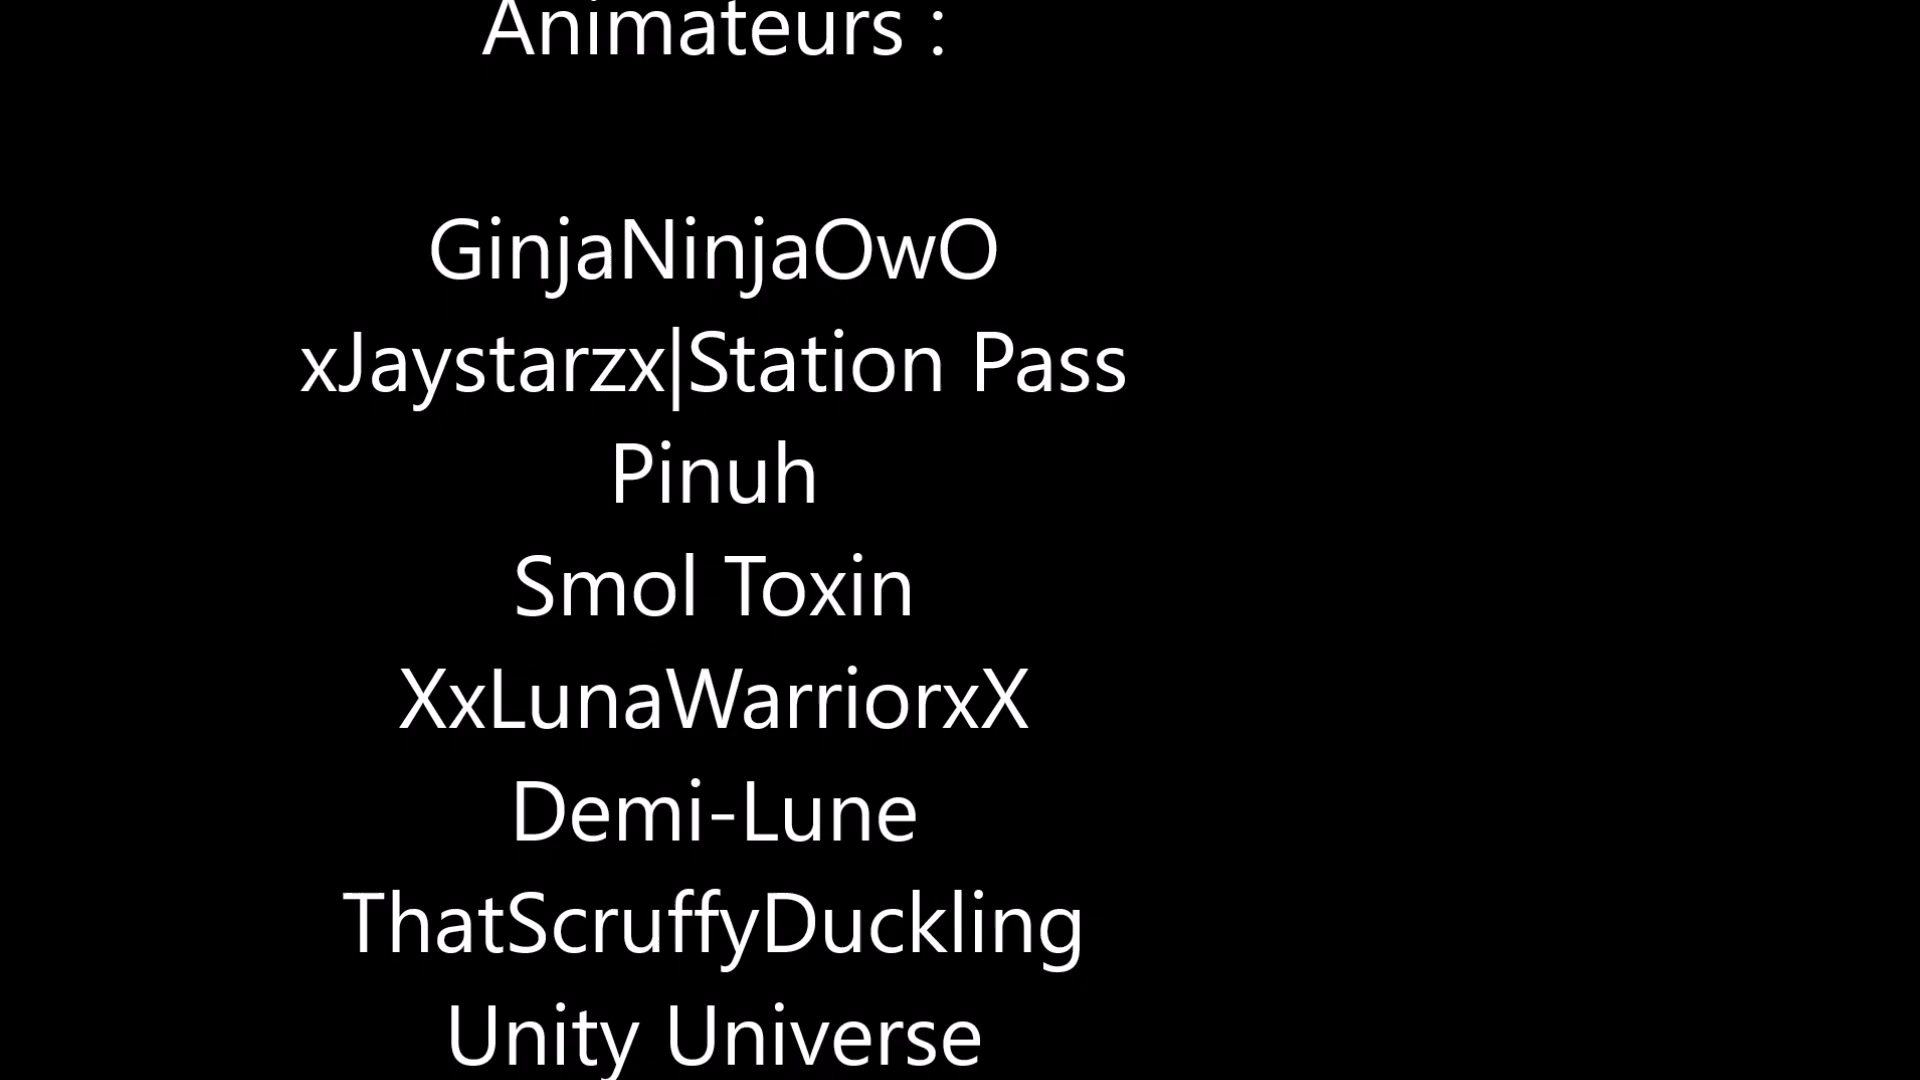 Animateurs :
GinjaNinjaOwO
xJaystarzx|Station Pass
Pinuh
Smol Toxin
XxLunaWarriorxX
Demi-Lune
ThatScruffyDuckling
Unity Universe